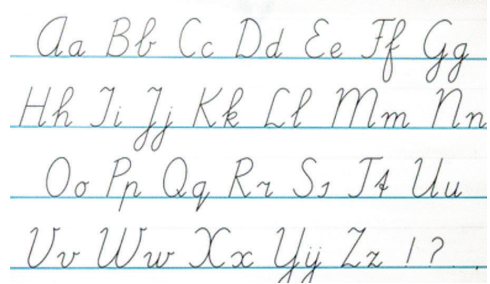 Aa Bb Cc Dd Ee Ff Gg
Hh Ii Jj Kk Ll Mm Nn
Oo Pp Qq Rr Ss Tt Uu
Vv Ww Xx Yy Zz ! ? .